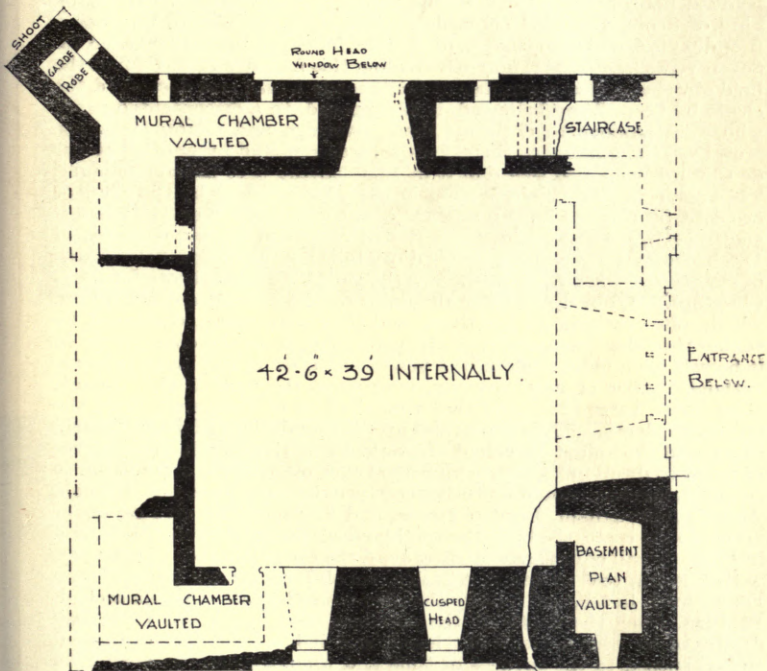 SHOOT
GARDE
ROBE
ROUND HEAD
WINDOW BELOW
MURAL CHAMBER
VAULTED
STAIRCASE
42'-6" × 39' INTERNALLY.
ENTRANCE
BELOW.
BASEMENT
PLAN
VAULTED
MURAL CHAMBER
VAULTED
CUSPED
HEAD